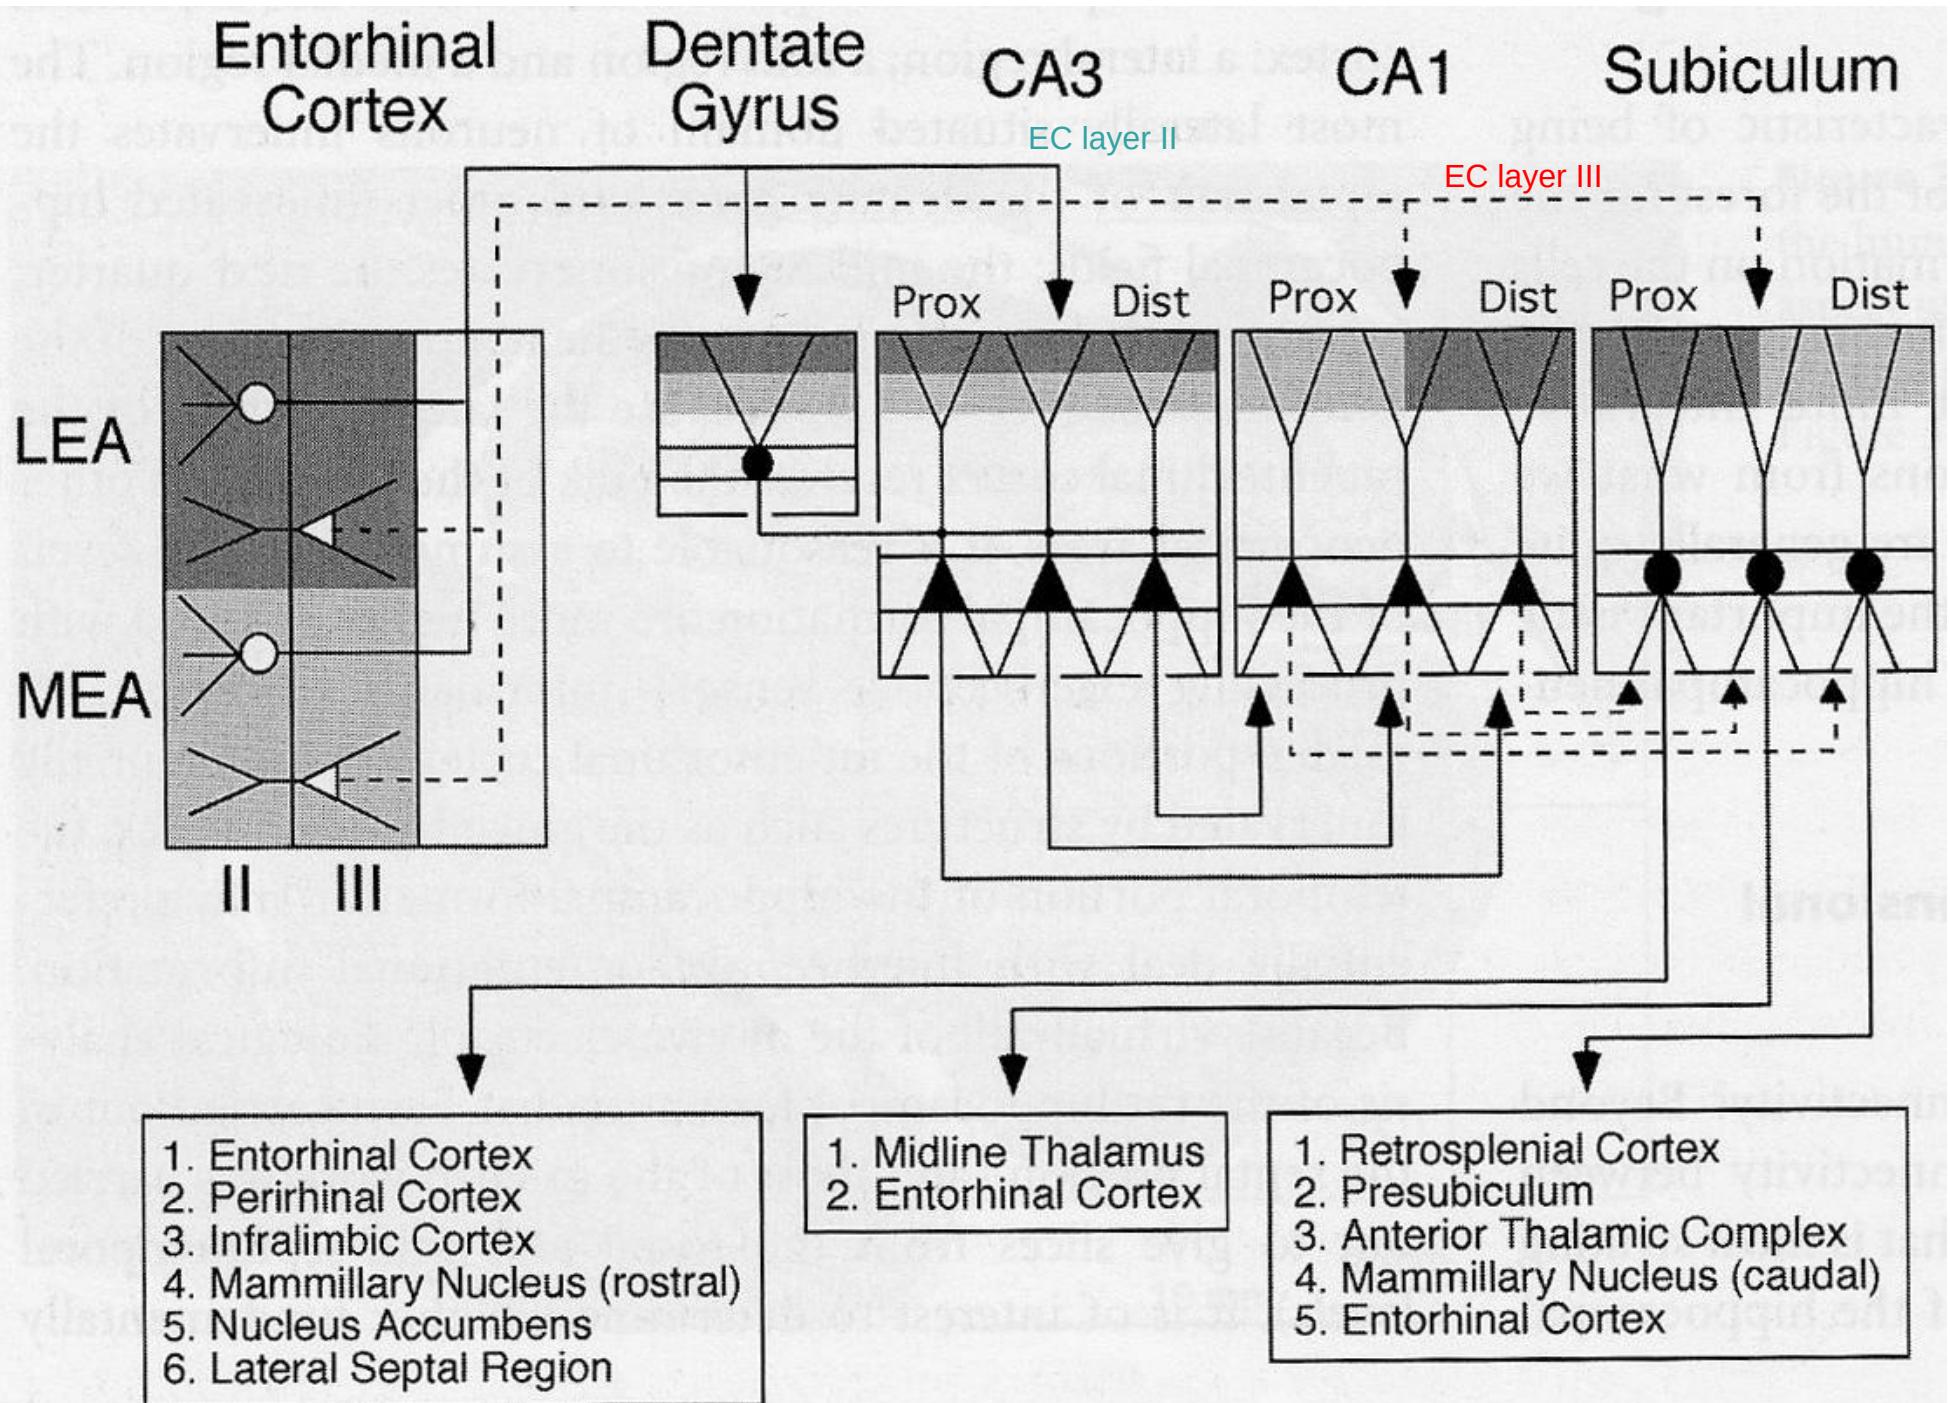 Entorhinal
Cortex
Dentate
Gyrus
CA3
CA1
Subiculum
EC layer II
EC layer III
Prox
Dist
Prox
Dist
Prox
Dist
LEA
MEA
II
III
1. Entorhinal Cortex
2. Perirhinal Cortex
3. Infralimbic Cortex
4. Mammillary Nucleus (rostral)
5. Nucleus Accumbens
6. Lateral Septal Region
1. Midline Thalamus
2. Entorhinal Cortex
1. Retrosplenial Cortex
2. Presubiculum
3. Anterior Thalamic Complex
4. Mammillary Nucleus (caudal)
5. Entorhinal Cortex